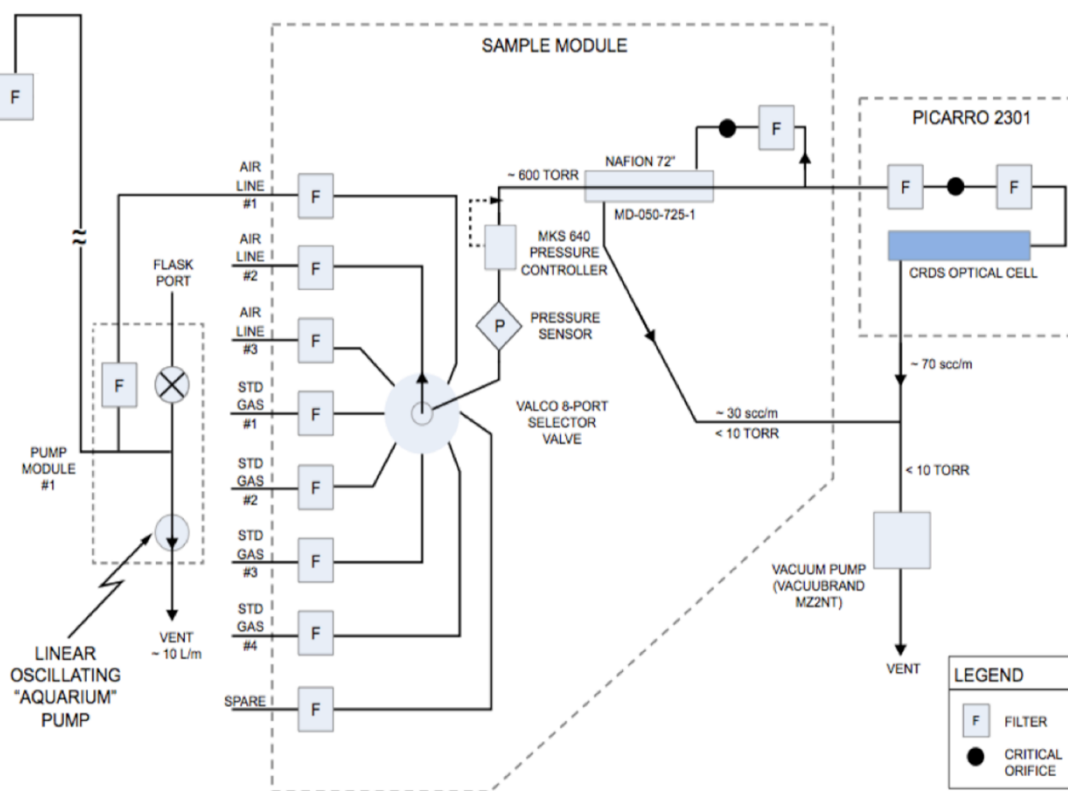 SAMPLE MODULE
F
PICARRO 2301
F
NAFION 72"
~ 600 TORR
F
F
MD-050-725-1
AIR
LINE
#1
F
AIR
LINE
#2
F
MKS 640
PRESSURE
CONTROLLER
CRDS OPTICAL CELL
FLASK
PORT
AIR
LINE
#3
F
P
PRESSURE
SENSOR
F
~ 70 scc/m
STD
GAS
#1
F
VALCO 8-PORT
SELECTOR
VALVE
~ 30 scc/m
< 10 TORR
PUMP
MODULE
#1
STD
GAS
#2
F
< 10 TORR
STD
GAS
#3
F
VACUUM PUMP
(VACUUBRAND
MZ2NT)
VENT
~ 10 L/m
STD
GAS
#4
F
LINEAR
OSCILLATING
"AQUARIUM"
PUMP
VENT
SPARE
F
LEGEND
F
FILTER
CRITICAL
ORIFICE